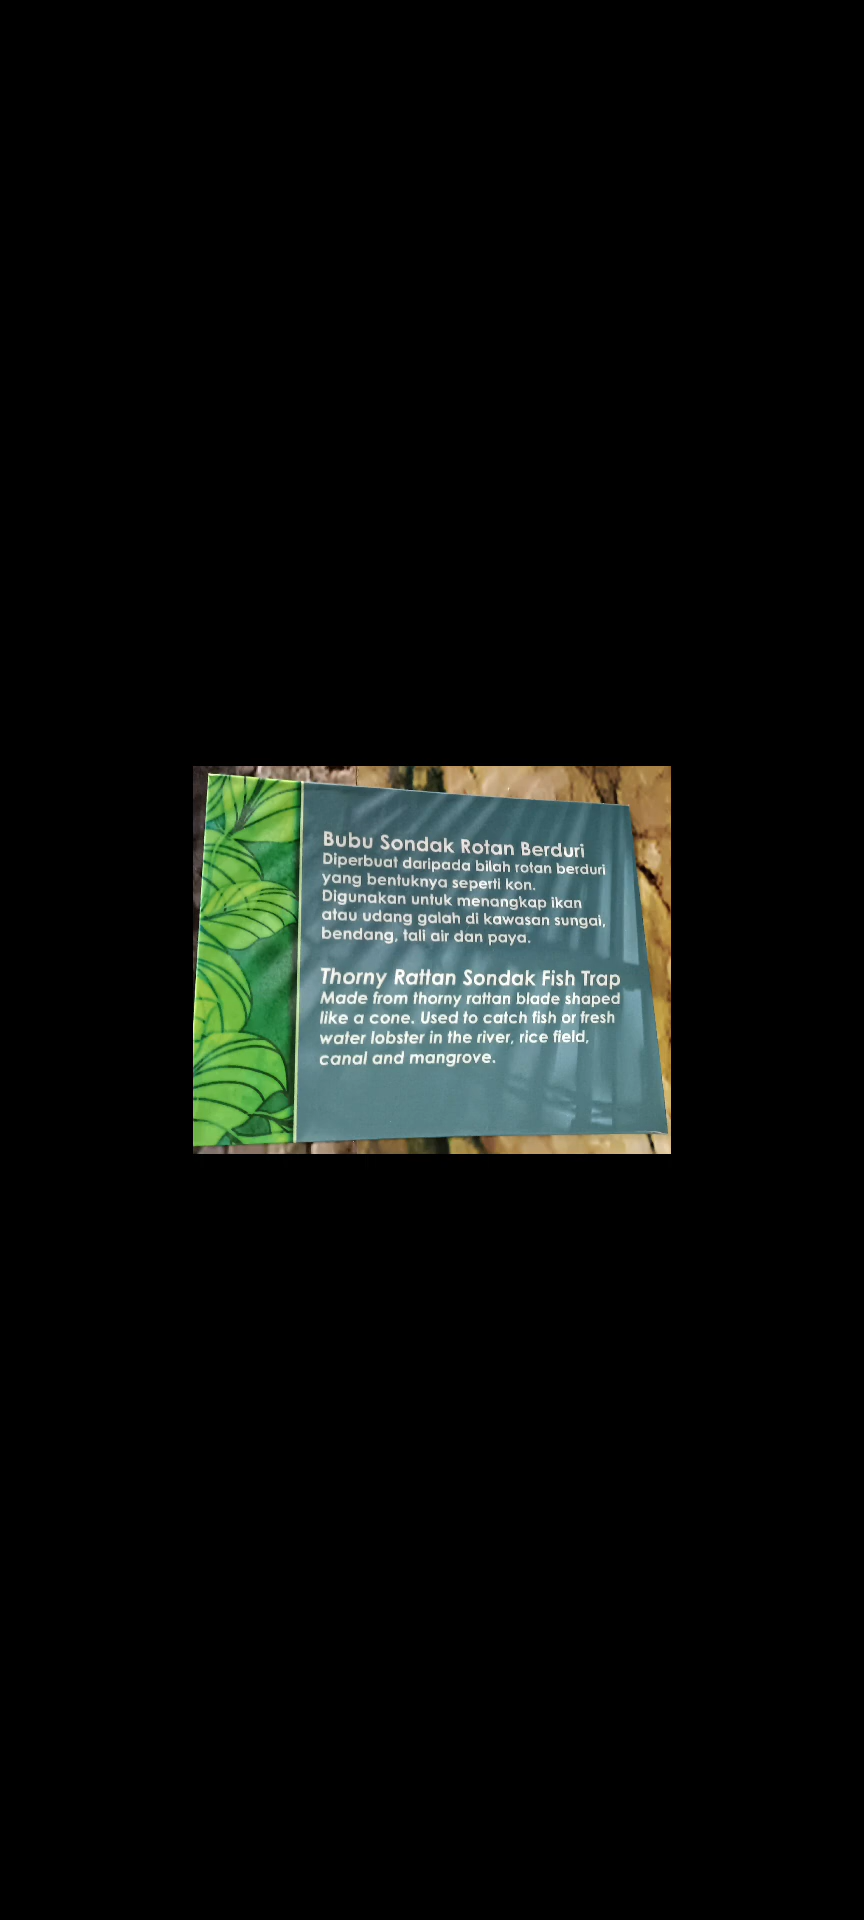 Bubu Sondak Rotan Berduri
Diperbuat daripada bilah rotan berduri
yang bentuknya seperti kon.
Digunakan untuk menangkap ikan
atau udang galah di kawasan sungai,
bendang, tali air dan paya.
Thorny Rattan Sondak Fish Trap
Made from thorny rattan blade shaped
like a cone. Used to catch fish or fresh
water lobster in the river, rice field,
canal and mangrove.